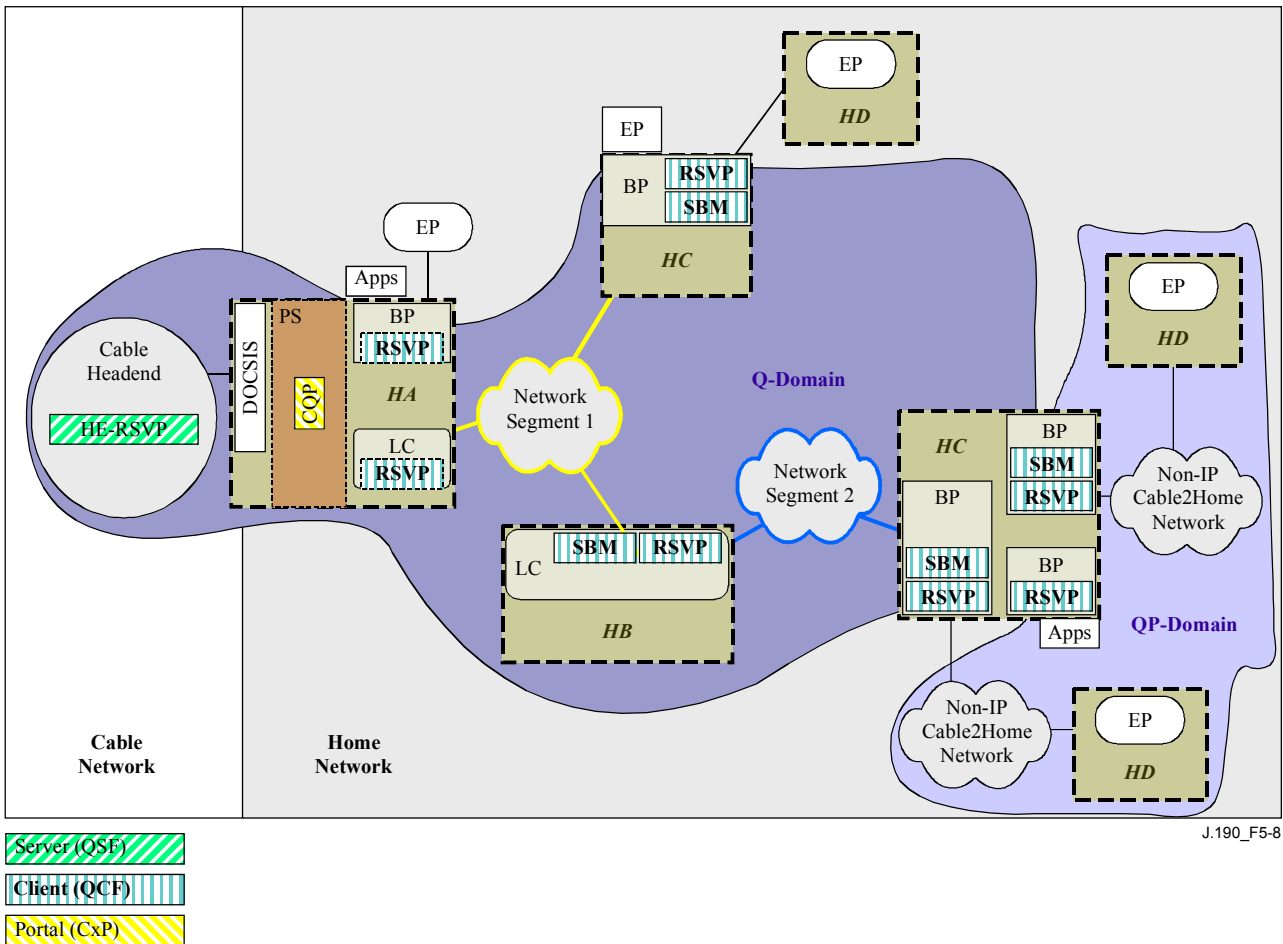 EP
HD
EP
BP
RSVP
SBM
HC
EP
Apps
DOCSIS
PS
CQP
BP
RSVP
HA
LC
RSVP
Cable
Headend
HE-RSVP
Network
Segment 1
Q-Domain
Network
Segment 2
SBM
RSVP
LC
HB
HC
BP
SBM
RSVP
BP
SBM
RSVP
BP
RSVP
Apps
EP
HD
Non-IP
Cable2Home
Network
QP-Domain
Non-IP
Cable2Home
Network
EP
HD
Cable
Network
Home
Network
J.190_F5-8
Server (QSF)
Client (QCF)
Portal (CxP)